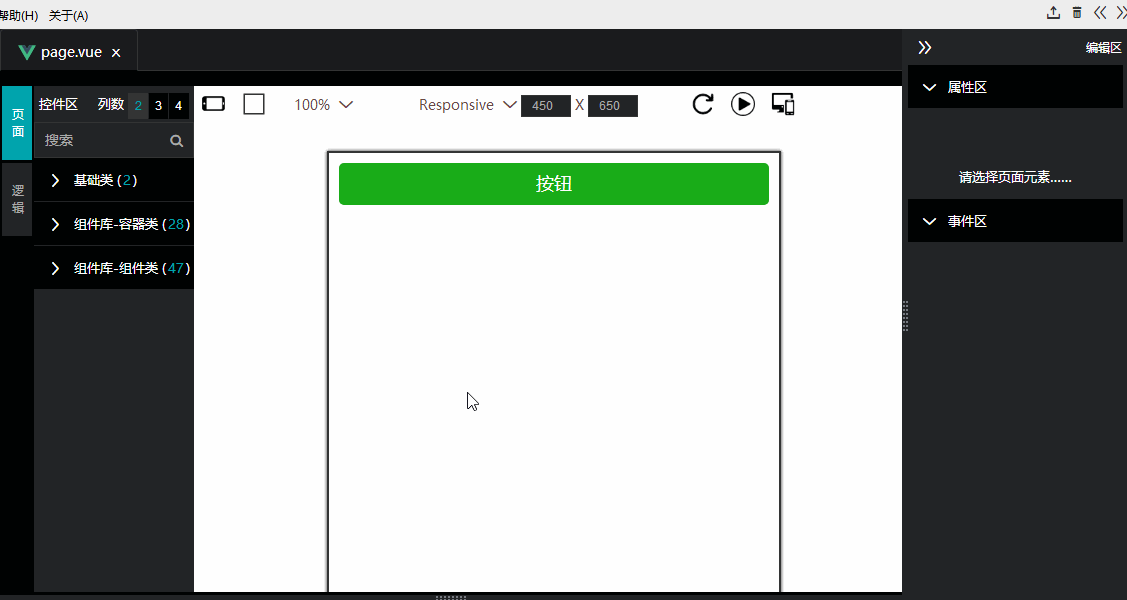 帮助(H) 关于(A)
page.vue ×
编辑区
页面
逻辑
控件区 列数 2 3 4
搜索
基础类 (2)
组件库-容器类 (28)
组件库-组件类 (47)
100% Responsive 450 X 650
按钮
属性区
请选择页面元素......
事件区